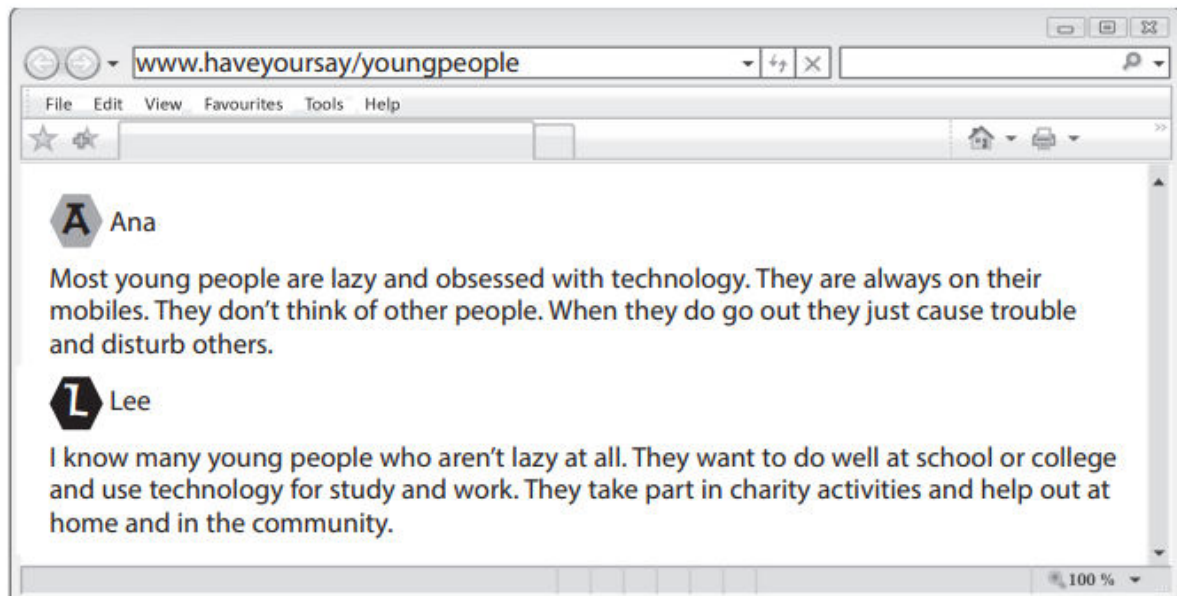 www.haveyoursay/youngpeople
File Edit View Favourites Tools Help
A Ana
Most young people are lazy and obsessed with technology. They are always on their
mobiles. They don’t think of other people. When they do go out they just cause trouble
and disturb others.
L Lee
I know many young people who aren’t lazy at all. They want to do well at school or college
and use technology for study and work. They take part in charity activities and help out at
home and in the community.
100 %